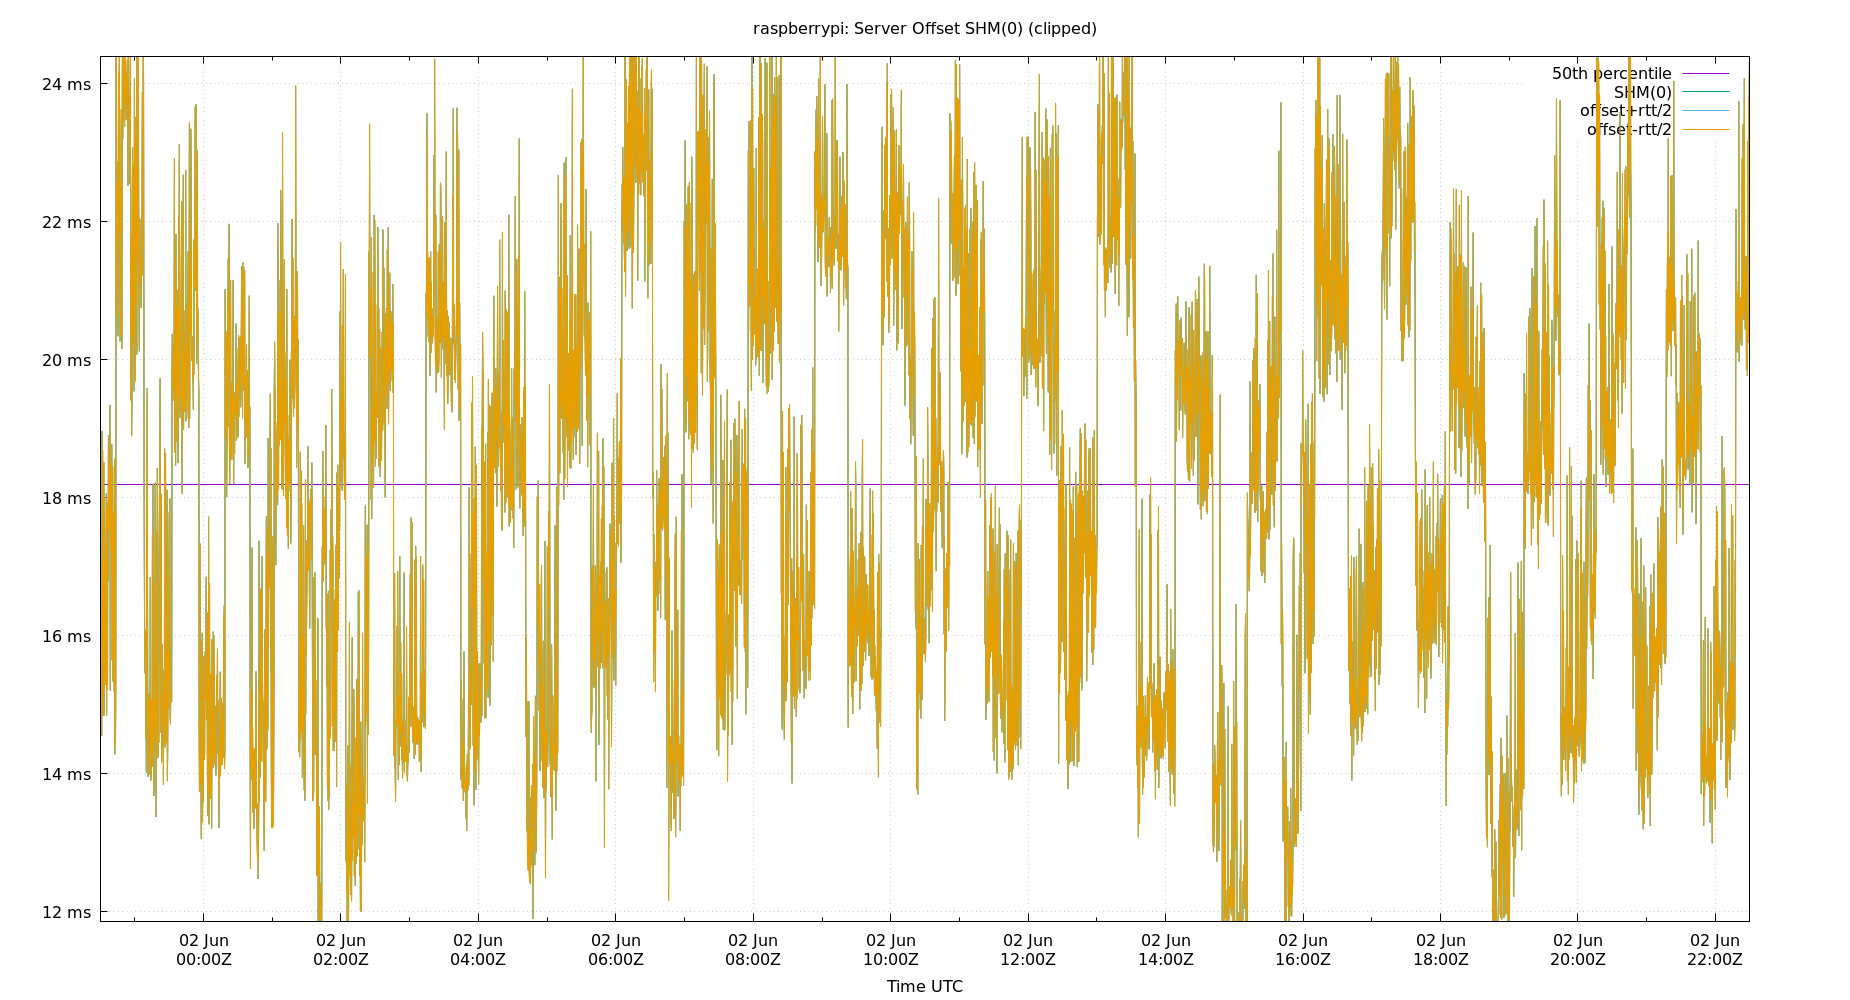 raspberrypi: Server Offset SHM(0) (clipped)
50th percentile
SHM(0)
offset+rtt/2
offset-rtt/2
24 ms
22 ms
20 ms
18 ms
16 ms
14 ms
12 ms
02 Jun 02 Jun 02 Jun 02 Jun 02 Jun 02 Jun 02 Jun 02 Jun 02 Jun 02 Jun 02 Jun 02 Jun
00:00Z 02:00Z 04:00Z 06:00Z 08:00Z 10:00Z 12:00Z 14:00Z 16:00Z 18:00Z 20:00Z 22:00Z
Time UTC